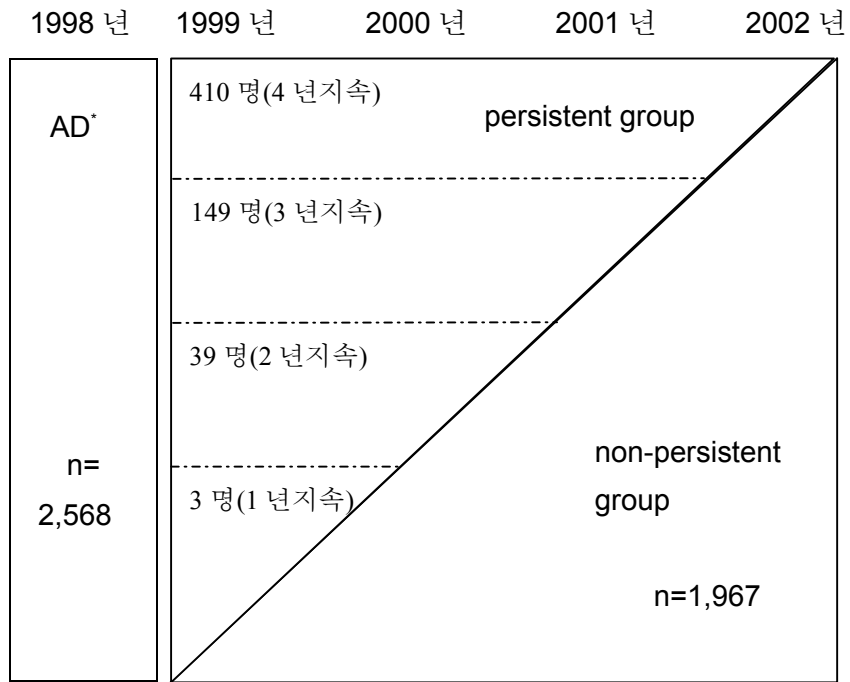 1998 년 1999 년 2000 년 2001 년 2002 년
410 명(4 년지속)
AD* persistent group
149 명(3 년지속)
39 명(2 년지속)
n= non-persistent
2,568 3 명(1 년지속) group
n=1,967